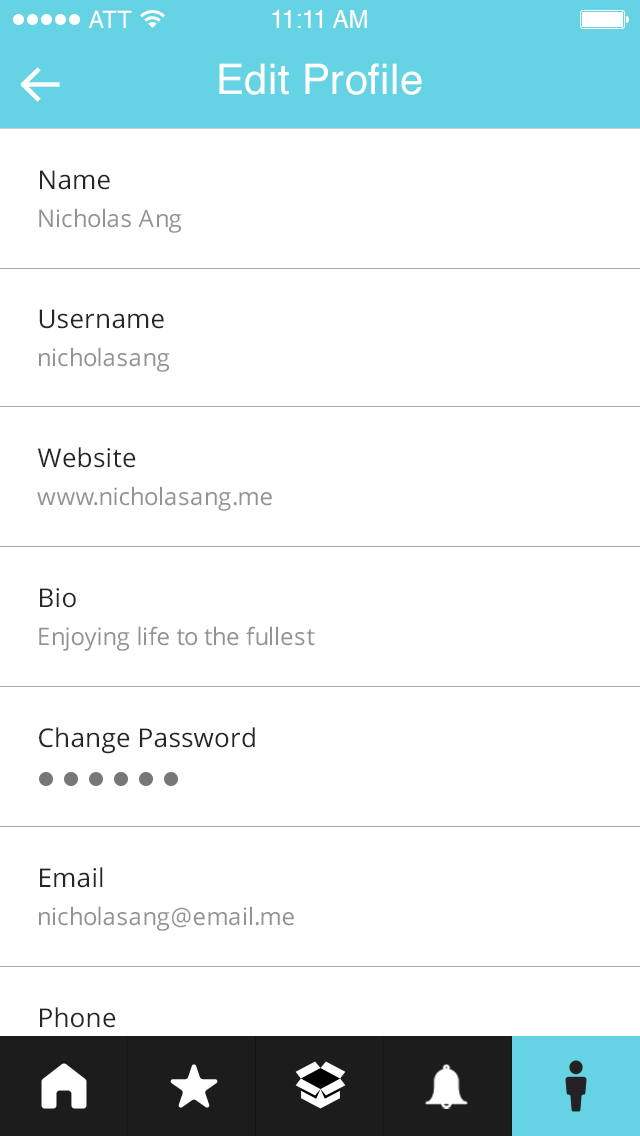 ATT 11:11 AM
Edit Profile
Name
Nicholas Ang
Username
nicholasang
Website
www.nicholasang.me
Bio
Enjoying life to the fullest
Change Password
Email
nicholasang@email.me
Phone